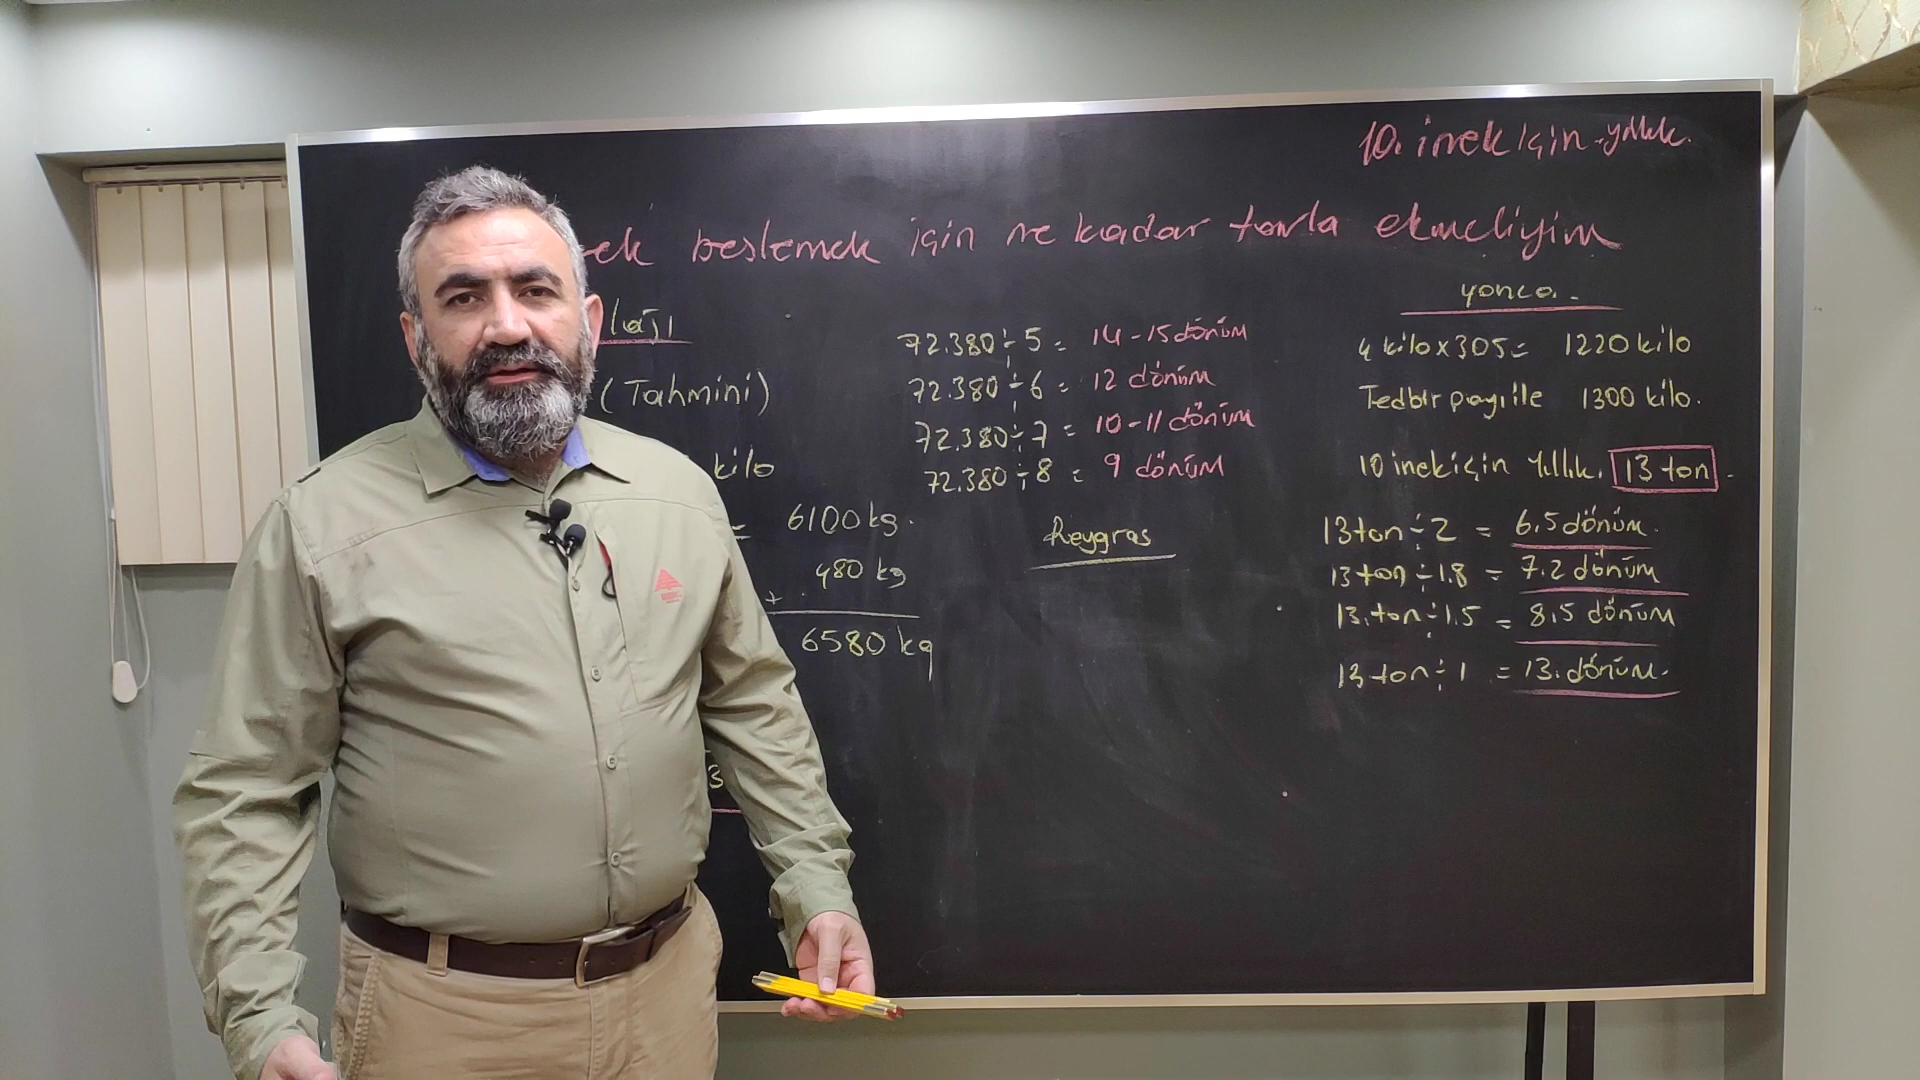 10. inek için yıllık.
ek beslemek için ne kadar tarla ekmeliyim
lajı
(Tahmini)
kilo
= 6100 kg.
+ 480 kg
6580 kg
3
72.380 ÷ 5 = 14-15 dönüm
72.380 ÷ 6 = 12 dönüm
72.380 ÷ 7 = 10-11 dönüm
72.380 ÷ 8 = 9 dönüm
Reygras
yonca.
4 kilo x 305 = 1220 kilo
Tedbir payı ile 1300 kilo.
10 inek için Yıllık. 13 ton.
13 ton ÷ 2 = 6.5 dönüm.
13 ton ÷ 1.8 = 7.2 dönüm
13. ton ÷ 1.5 = 8.5 dönüm
13 ton ÷ 1 = 13. dönüm.